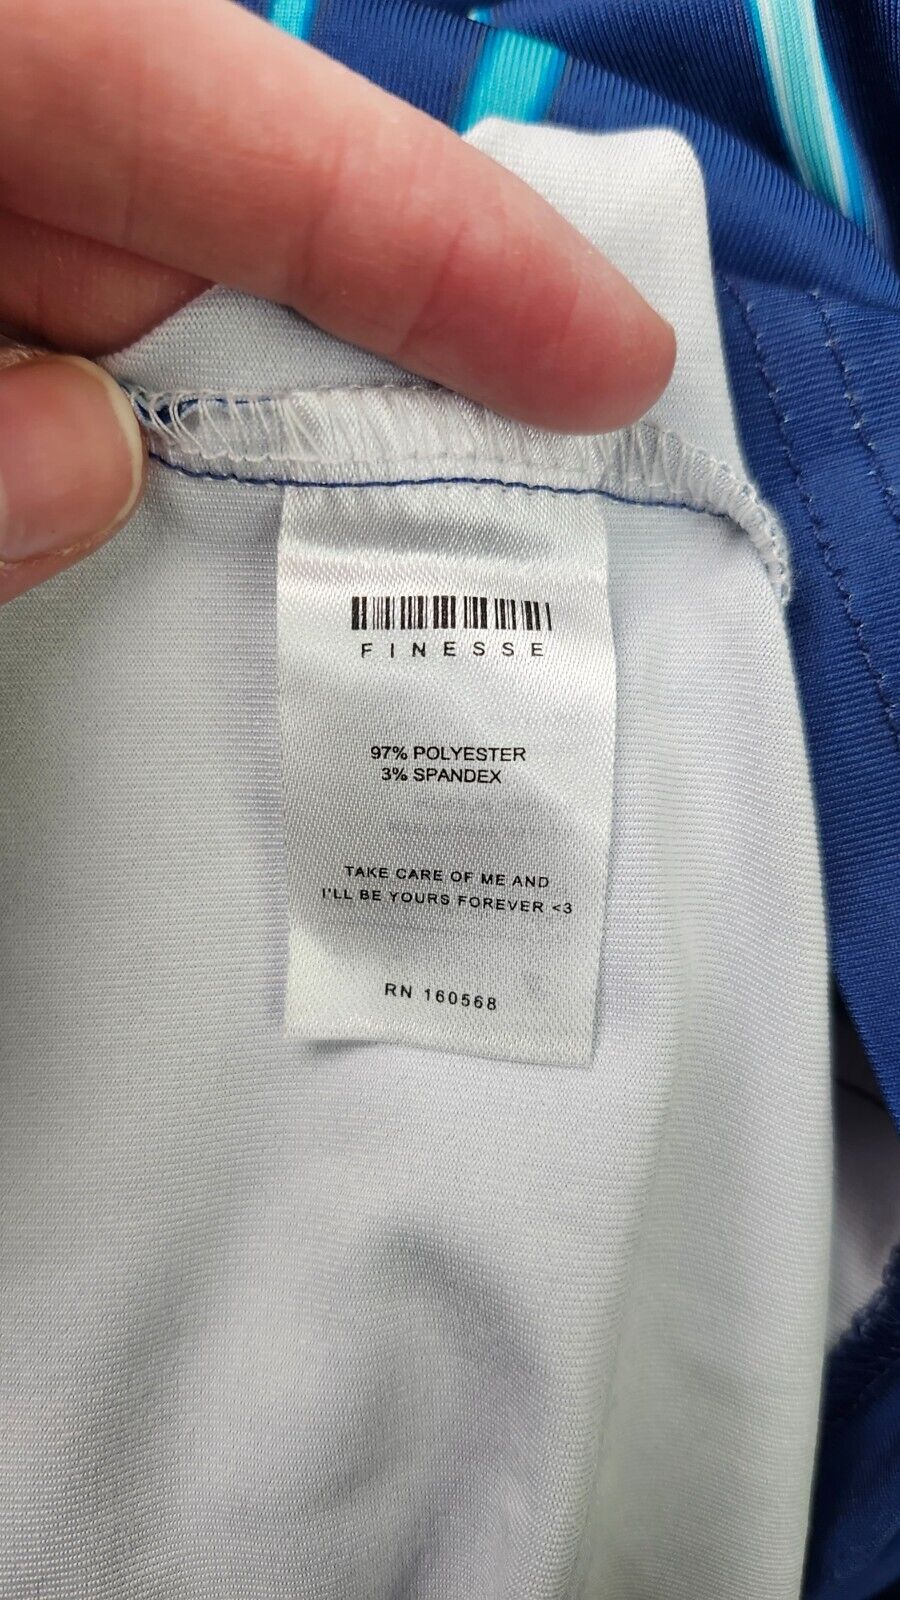 FINESSE
97% POLYESTER
3% SPANDEX
TAKE CARE OF ME AND
I'LL BE YOURS FOREVER <3
RN 160568